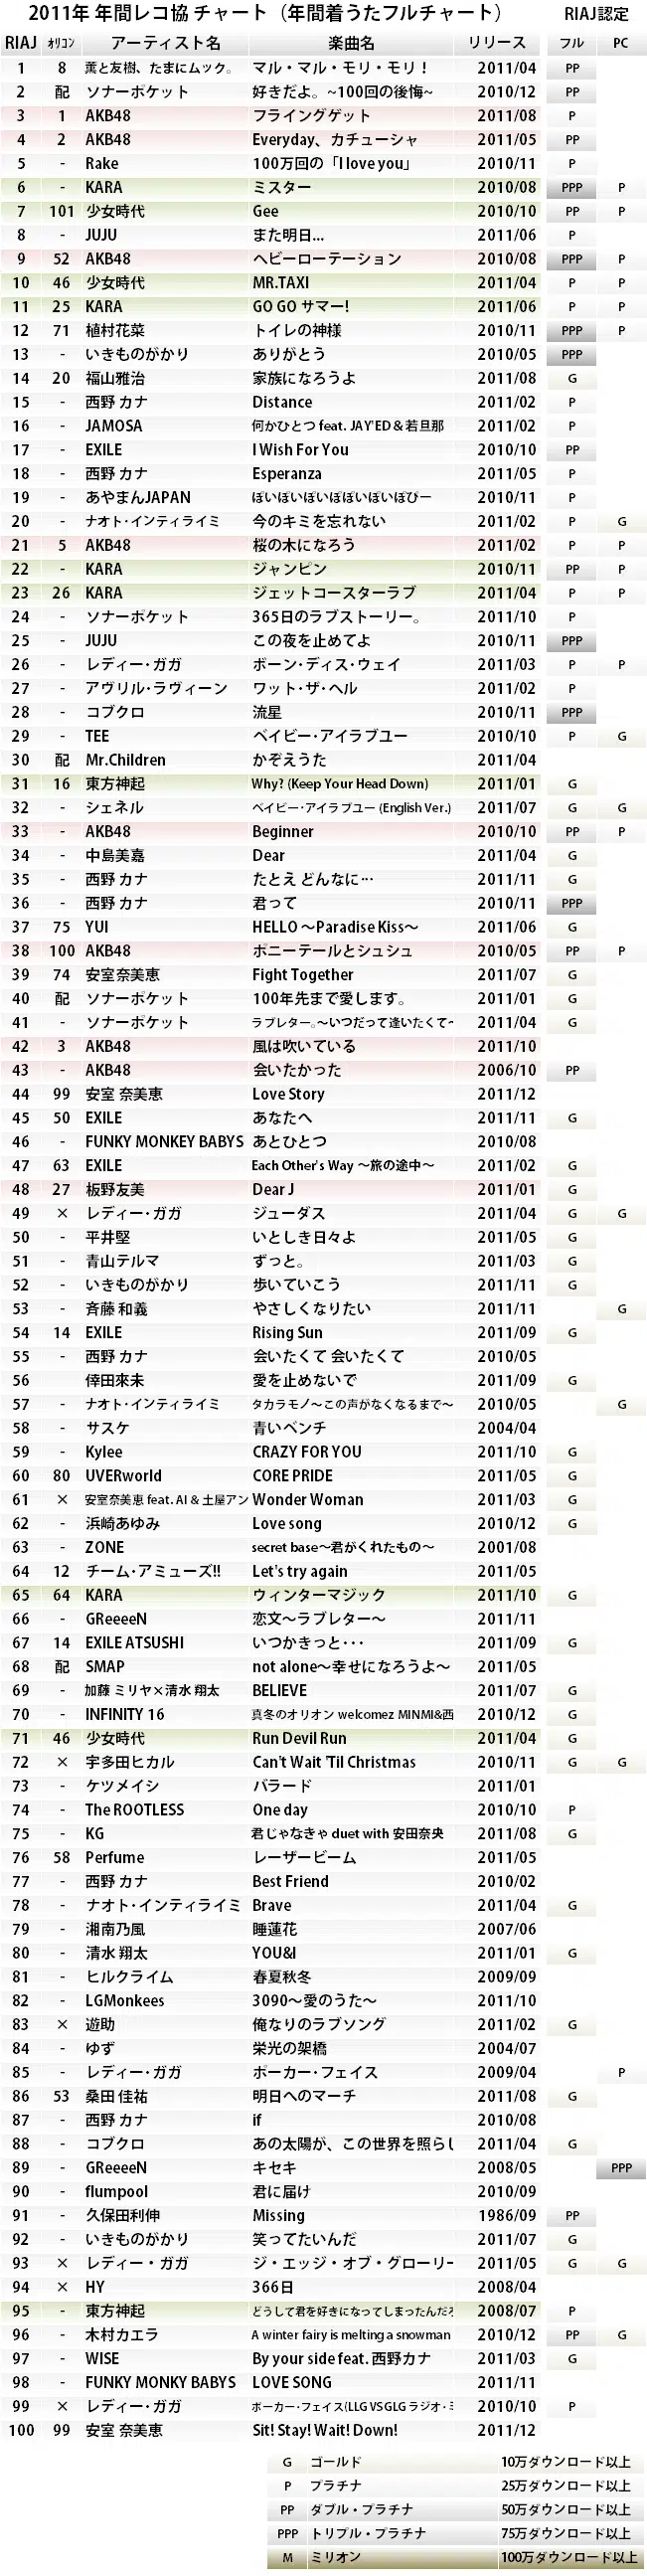 2011年 年間レコ協 チャート（年間着うたフルチャート） RIAJ認定
RIAJ ｵﾘｺﾝ アーティスト名 楽曲名 リリース フル PC
1 8 薫と友樹、たまにムック。 マル・マル・モリ・モリ！ 2011/04 PP
2 配 ソナーポケット 好きだよ。~100回の後悔~ 2010/12 PP
3 1 AKB48 フライングゲット 2011/08 P
4 2 AKB48 Everyday、カチューシャ 2011/05 PP
5 - Rake 100万回の「I love you」 2010/11 P
6 - KARA ミスター 2010/08 PPP P
7 101 少女時代 Gee 2010/10 PP P
8 - JUJU また明日... 2011/06 P
9 52 AKB48 ヘビーローテーション 2010/08 PPP P
10 46 少女時代 MR.TAXI 2011/04 P P
11 25 KARA GO GO サマー! 2011/06 P P
12 71 植村花菜 トイレの神様 2010/11 PPP P
13 - いきものがかり ありがとう 2010/05 PPP
14 20 福山雅治 家族になろうよ 2011/08 G
15 - 西野 カナ Distance 2011/02 P
16 - JAMOSA 何かひとつ feat. JAY'ED & 若旦那 2011/02 P
17 - EXILE I Wish For You 2010/10 PP
18 - 西野 カナ Esperanza 2011/05 P
19 - あやまんJAPAN ぽいぽいぽいぽぽいぽいぽぴー 2010/11 P
20 - ナオト･インティライミ 今のキミを忘れない 2011/02 P G
21 5 AKB48 桜の木になろう 2011/02 P P
22 - KARA ジャンピン 2010/11 PP P
23 26 KARA ジェットコースターラブ 2011/04 P P
24 - ソナーポケット 365日のラブストーリー。 2011/10 P
25 - JUJU この夜を止めてよ 2010/11 PPP
26 - レディー･ガガ ボーン･ディス･ウェイ 2011/03 P P
27 - アヴリル･ラヴィーン ワット･ザ･ヘル 2011/02 P
28 - コブクロ 流星 2010/11 PPP
29 - TEE ベイビー･アイラブユー 2010/10 P G
30 配 Mr.Children かぞえうた 2011/04
31 16 東方神起 Why? (Keep Your Head Down) 2011/01 G
32 - シェネル ベイビー･アイラブユー (English Ver.) 2011/07 G G
33 - AKB48 Beginner 2010/10 PP P
34 - 中島美嘉 Dear 2011/04 G
35 - 西野 カナ たとえ どんなに… 2011/11 G
36 - 西野 カナ 君って 2010/11 PPP
37 75 YUI HELLO ～Paradise Kiss～ 2011/06 G
38 100 AKB48 ポニーテールとシュシュ 2010/05 PP P
39 74 安室奈美恵 Fight Together 2011/07 G
40 配 ソナーポケット 100年先まで愛します。 2011/01 G
41 - ソナーポケット ラブレター。～いつだって逢いたくて～ 2011/04 G
42 3 AKB48 風は吹いている 2011/10
43 - AKB48 会いたかった 2006/10 PP
44 99 安室 奈美恵 Love Story 2011/12
45 50 EXILE あなたへ 2011/11 G
46 - FUNKY MONKEY BABYS あとひとつ 2010/08
47 63 EXILE Each Other's Way ～旅の途中～ 2011/02 G
48 27 板野友美 Dear J 2011/01 G
49 × レディー･ガガ ジューダス 2011/04 G G
50 - 平井堅 いとしき日々よ 2011/05 G
51 - 青山テルマ ずっと。 2011/03 G
52 - いきものがかり 歩いていこう 2011/11 G
53 - 斉藤 和義 やさしくなりたい 2011/11 G
54 14 EXILE Rising Sun 2011/09 G
55 - 西野 カナ 会いたくて 会いたくて 2010/05
56 倖田來未 愛を止めないで 2011/09 G
57 - ナオト･インティライミ タカラモノ～この声がなくなるまで～ 2010/05 G
58 - サスケ 青いベンチ 2004/04
59 - Kylee CRAZY FOR YOU 2011/10 G
60 80 UVERworld CORE PRIDE 2011/05 G
61 × 安室奈美恵 feat. AI & 土屋アン Wonder Woman 2011/03 G
62 - 浜崎あゆみ Love song 2010/12 G
63 - ZONE secret base～君がくれたもの～ 2001/08
64 12 チーム･アミューズ!! Let's try again 2011/05
65 64 KARA ウィンターマジック 2011/10 G
66 - GReeeeN 恋文～ラブレター～ 2011/11
67 14 EXILE ATSUSHI いつかきっと･･･ 2011/09 G
68 配 SMAP not alone～幸せになろうよ～ 2011/05
69 - 加藤 ミリヤ×清水 翔太 BELIEVE 2011/07 G
70 - INFINITY 16 真冬のオリオン welcomez MINMI&西 2010/12 G
71 46 少女時代 Run Devil Run 2011/04 G
72 × 宇多田ヒカル Can't Wait 'Til Christmas 2010/11 G G
73 - ケツメイシ バラード 2011/01
74 - The ROOTLESS One day 2010/10 P
75 - KG 君じゃなきゃ duet with 安田奈央 2011/08 G
76 58 Perfume レーザービーム 2011/05
77 - 西野 カナ Best Friend 2010/02
78 - ナオト･インティライミ Brave 2011/04 G
79 - 湘南乃風 睡蓮花 2007/06
80 - 清水 翔太 YOU&I 2011/01 G
81 - ヒルクライム 春夏秋冬 2009/09
82 - LGMonkees 3090～愛のうた～ 2011/10
83 × 遊助 俺なりのラブソング 2011/02 G
84 - ゆず 栄光の架橋 2004/07
85 - レディー･ガガ ポーカー･フェイス 2009/04 P
86 53 桑田 佳祐 明日へのマーチ 2011/08 G
87 - 西野 カナ if 2010/08
88 - コブクロ あの太陽が、この世界を照らし 2011/04 G
89 - GReeeeN キセキ 2008/05 PPP
90 - flumpool 君に届け 2010/09
91 - 久保田利伸 Missing 1986/09 PP
92 - いきものがかり 笑ってたいんだ 2011/07 G
93 × レディー・ガガ ジ・エッジ・オブ・グローリー 2011/05 G G
94 × HY 366日 2008/04
95 - 東方神起 どうして君を好きになってしまったんだろ 2008/07 P
96 - 木村カエラ A winter fairy is melting a snowman 2010/12 PP G
97 - WISE By your side feat. 西野カナ 2011/03 G
98 - FUNKY MONKY BABYS LOVE SONG 2011/11
99 × レディー･ガガ ポーカー･フェイス(LLG VS GLG ラジオ･ミ 2010/10 P
100 99 安室 奈美恵 Sit! Stay! Wait! Down! 2011/12
G ゴールド 10万ダウンロード以上
P プラチナ 25万ダウンロード以上
PP ダブル・プラチナ 50万ダウンロード以上
PPP トリプル・プラチナ 75万ダウンロード以上
M ミリオン 100万ダウンロード以上